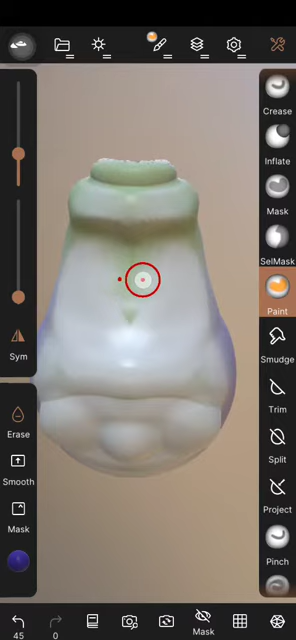 Crease
Inflate
Mask
SelMask
Paint
Smudge
Trim
Split
Project
Pinch
Sym
Erase
Smooth
Mask
45
0
Mask